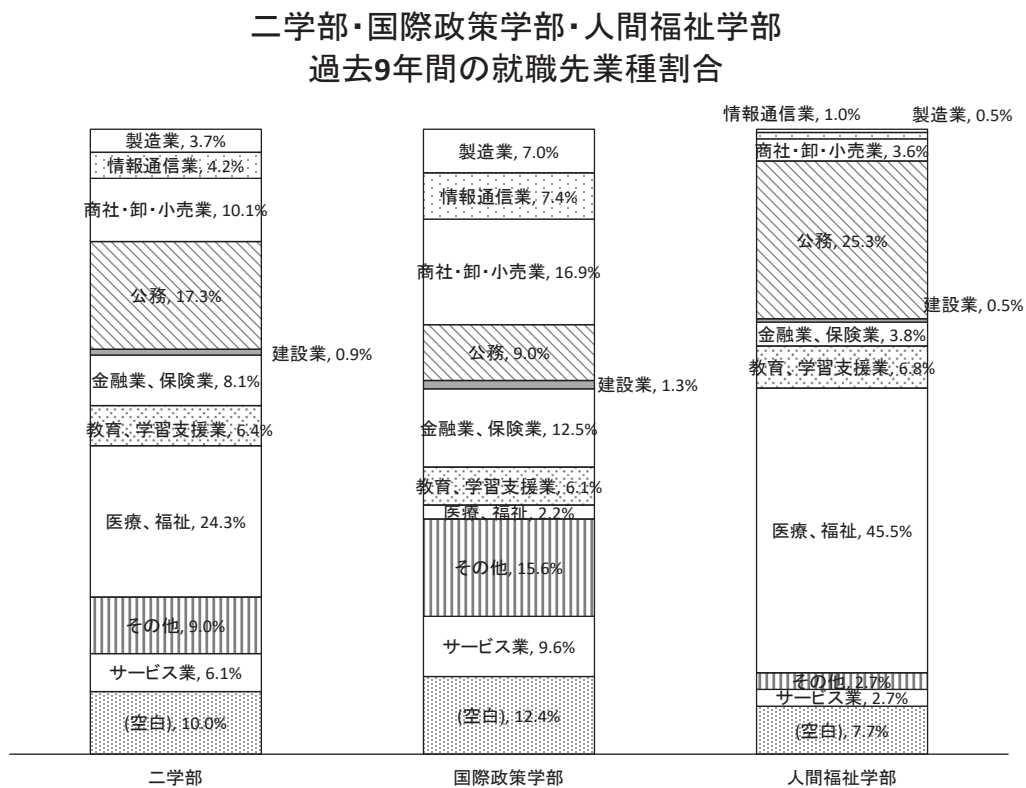 二学部・国際政策学部・人間福祉学部
過去9年間の就職先業種割合
製造業, 3.7%
情報通信業, 4.2%
商社・卸・小売業, 10.1%
公務, 17.3%
建設業, 0.9%
金融業、保険業, 8.1%
教育、学習支援業, 6.4%
医療、福祉, 24.3%
その他, 9.0%
サービス業, 6.1%
(空白), 10.0%
二学部
製造業, 7.0%
情報通信業, 7.4%
商社・卸・小売業, 16.9%
公務, 9.0%
建設業, 1.3%
金融業、保険業, 12.5%
教育、学習支援業, 6.1%
医療、福祉, 2.2%
その他, 15.6%
サービス業, 9.6%
(空白), 12.4%
国際政策学部
情報通信業, 1.0%
製造業, 0.5%
商社・卸・小売業, 3.6%
公務, 25.3%
建設業, 0.5%
金融業、保険業, 3.8%
教育、学習支援業, 6.8%
医療、福祉, 45.5%
その他, 2.7%
サービス業, 2.7%
(空白), 7.7%
人間福祉学部